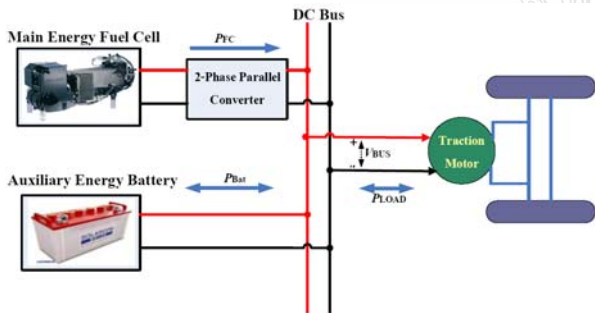 DC Bus
Main Energy Fuel Cell
PFC
2-Phase Parallel
Converter
+
VBUS
-
Traction
Motor
Auxiliary Energy Battery
PBat
PLOAD